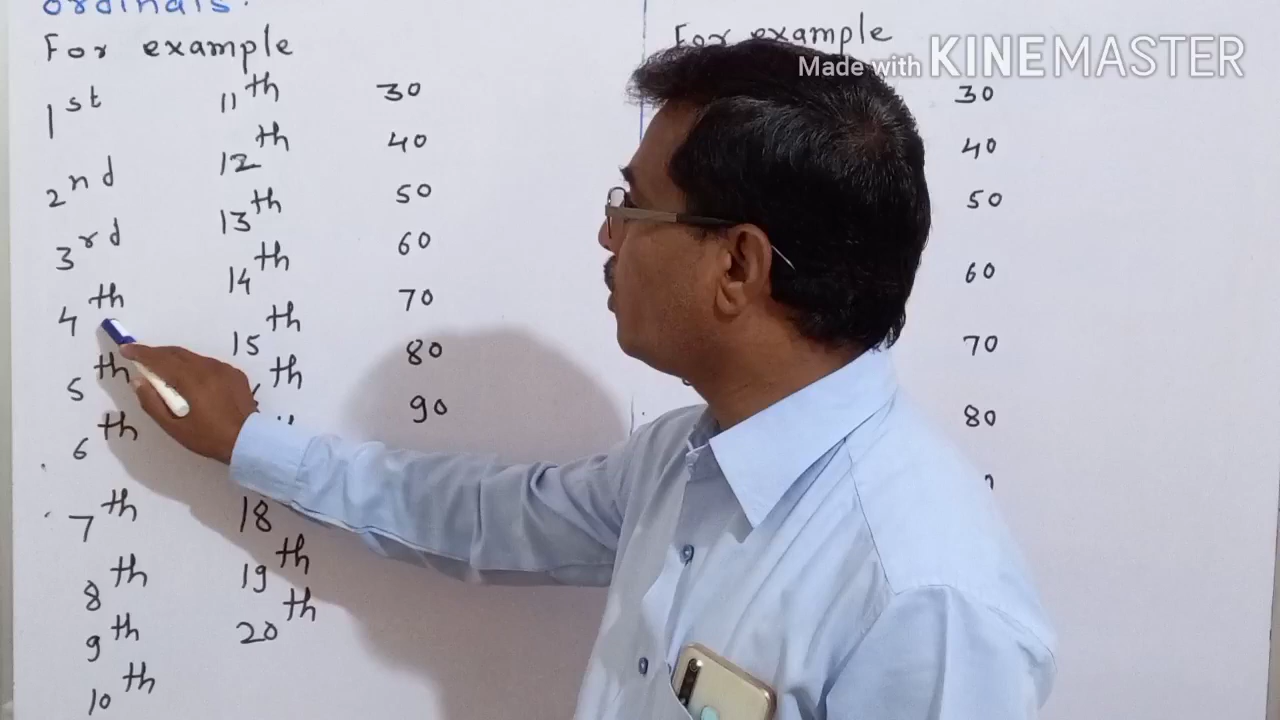 ordinals.
For example
1st
2nd
3rd
4th
5th
6th
7th
8th
9th
10th
11th
12th
13th
14th
15th
th
18
19th
20th
30
40
50
60
70
80
90
For example
30
40
50
60
70
80
Made with KINEMASTER